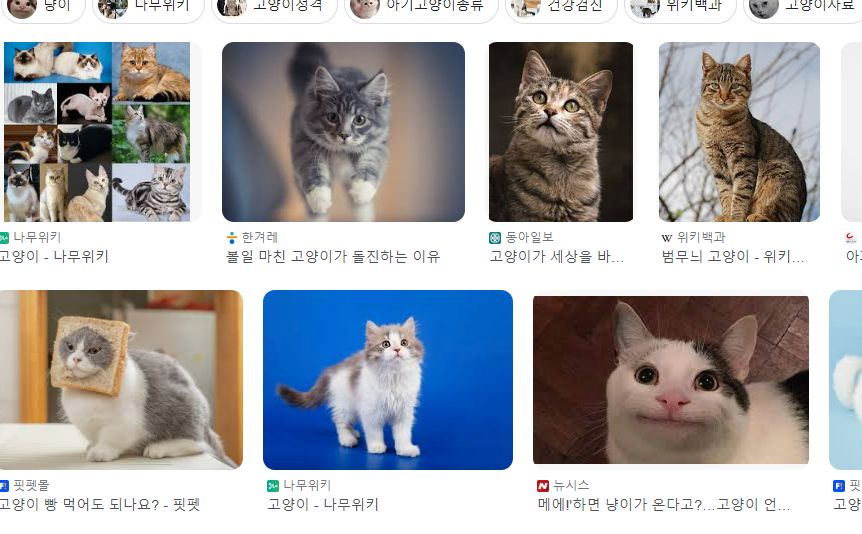 냥이
나무위키
고양이성격
아기고양이종류
건강검진
위키백과
고양이사료
나무위키
고양이 - 나무위키
한겨레
볼일 마친 고양이가 돌진하는 이유
동아일보
고양이가 세상을 바...
W 위키백과
범무늬 고양이 - 위키...
핏펫몰
고양이 빵 먹어도 되나요? - 핏펫
나무위키
고양이 - 나무위키
뉴시스
메에!'하면 냥이가 온다고?...고양이 언...
핏
고양